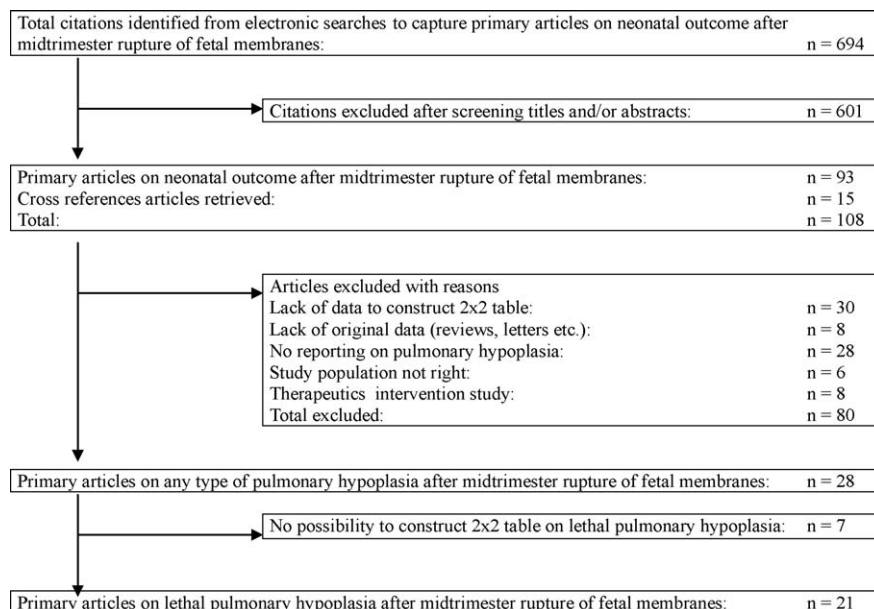 Total citations identified from electronic searches to capture primary articles on neonatal outcome after
midtrimester rupture of fetal membranes: n = 694
Citations excluded after screening titles and/or abstracts: n = 601
Primary articles on neonatal outcome after midtrimester rupture of fetal membranes: n = 93
Cross references articles retrieved: n = 15
Total: n = 108
Articles excluded with reasons
Lack of data to construct 2x2 table: n = 30
Lack of original data (reviews, letters etc.): n = 8
No reporting on pulmonary hypoplasia: n = 28
Study population not right: n = 6
Therapeutics intervention study: n = 8
Total excluded: n = 80
Primary articles on any type of pulmonary hypoplasia after midtrimester rupture of fetal membranes: n = 28
No possibility to construct 2x2 table on lethal pulmonary hypoplasia: n = 7
Primary articles on lethal pulmonary hypoplasia after midtrimester rupture of fetal membranes: n = 21